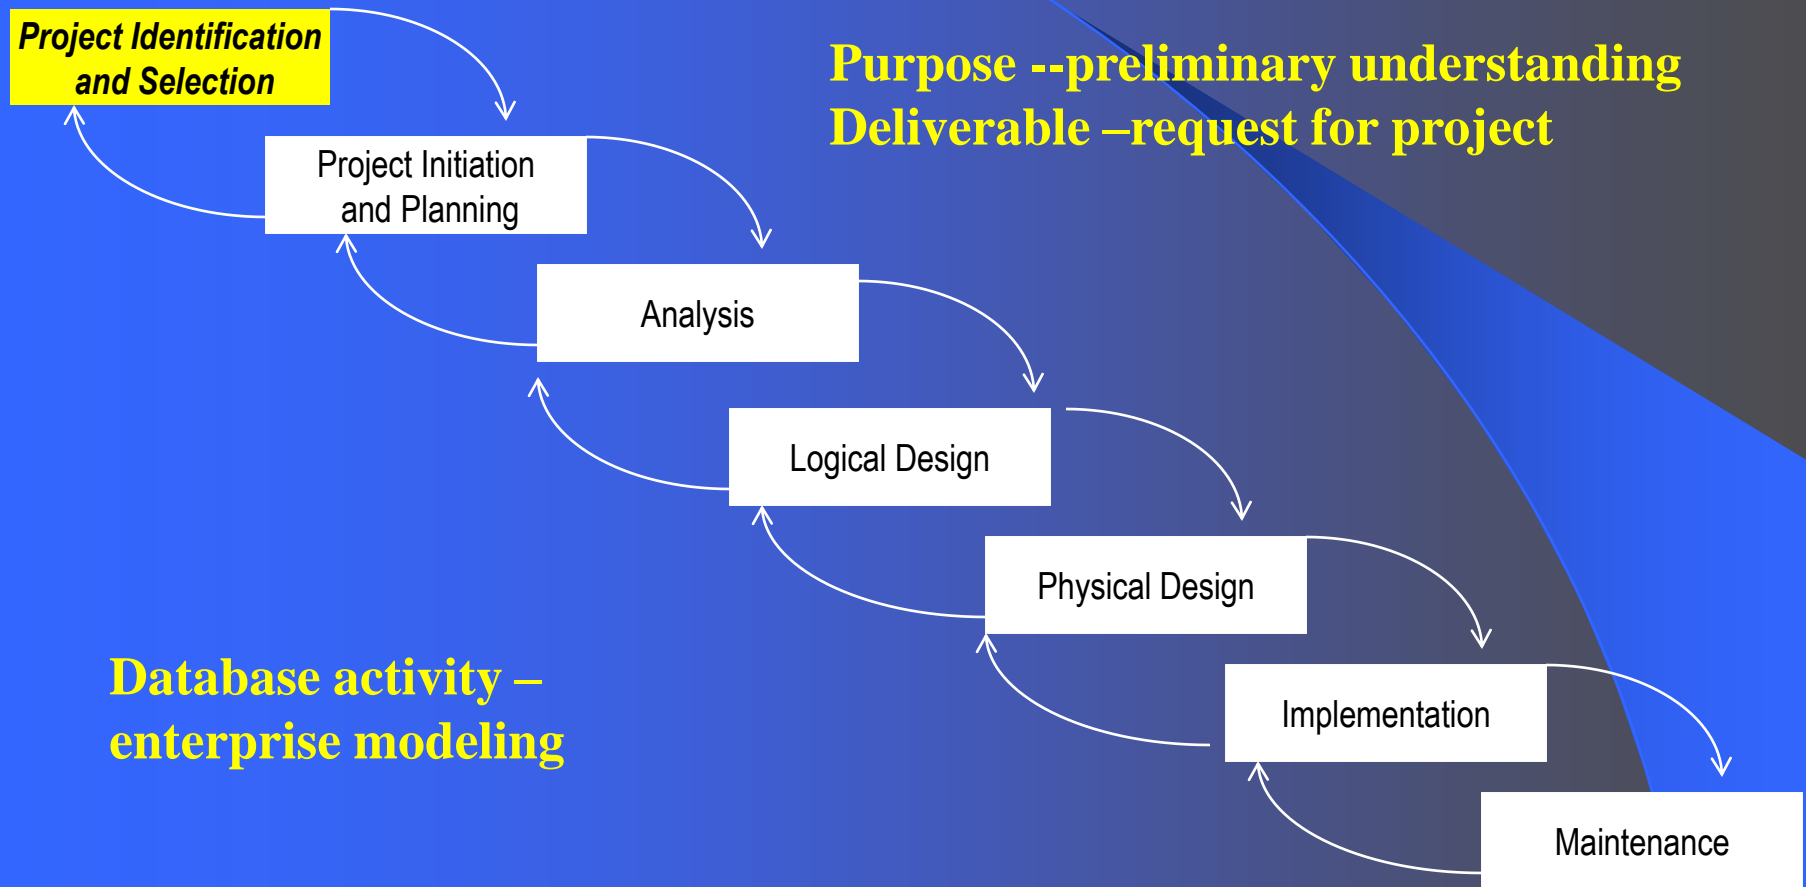 Project Identification
and Selection
Purpose --preliminary understanding
Deliverable –request for project
Project Initiation
and Planning
Analysis
Logical Design
Physical Design
Database activity –
enterprise modeling
Implementation
Maintenance